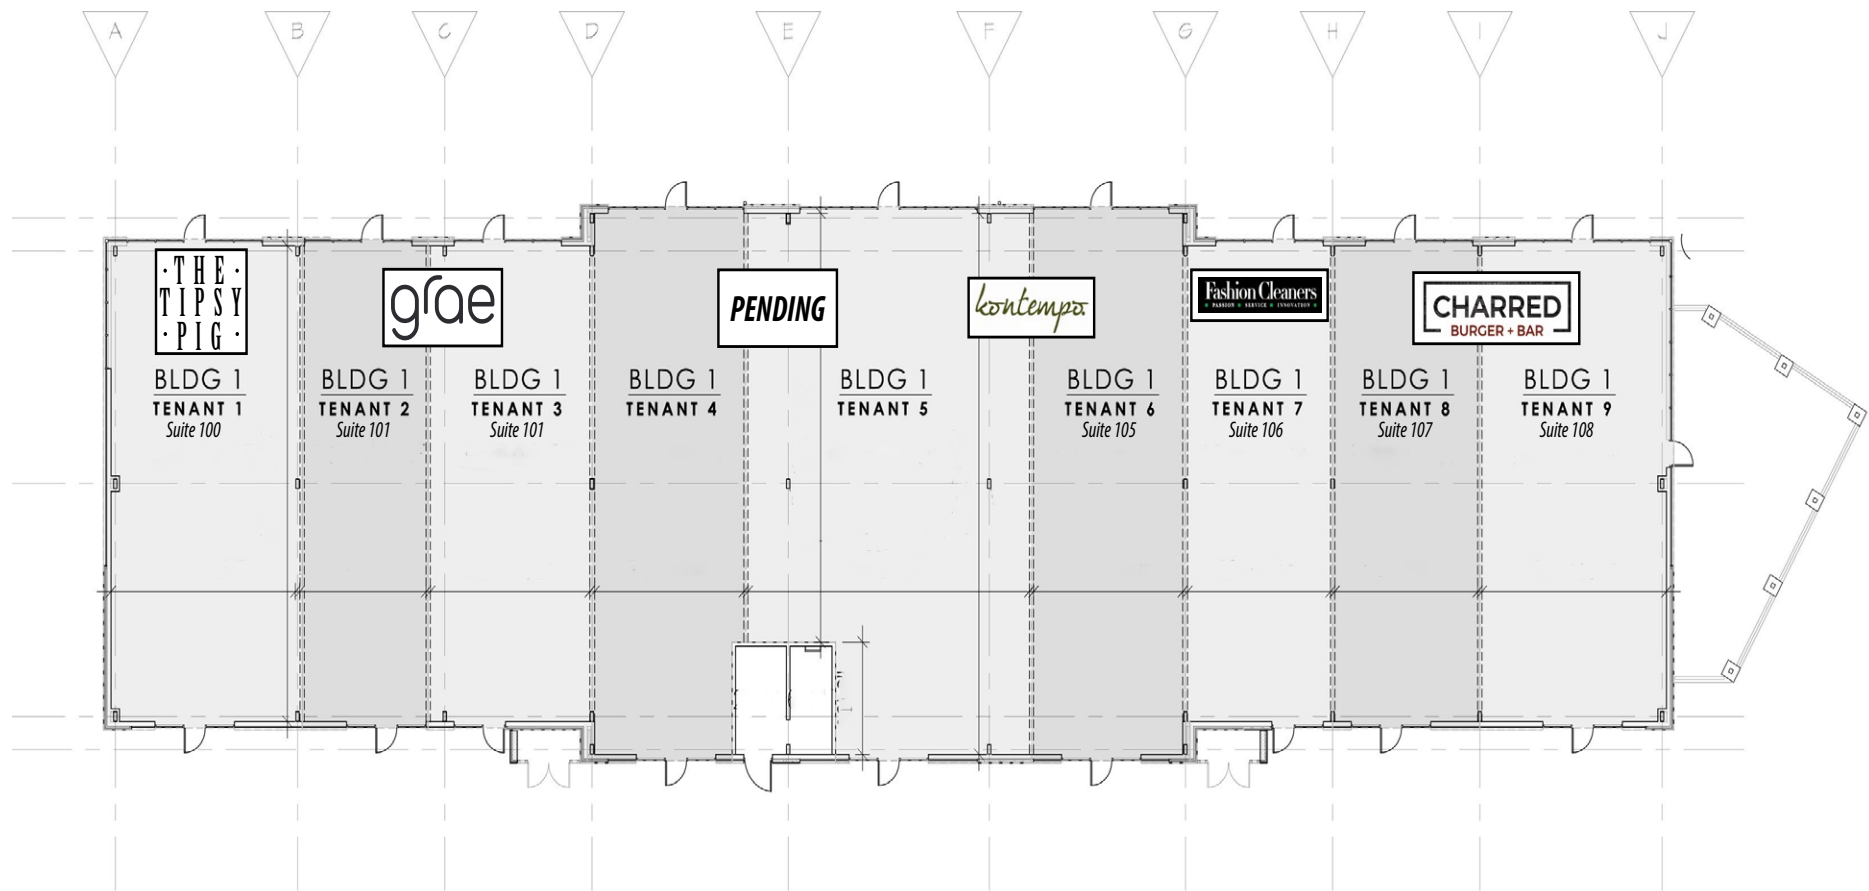 A
B
C
D
E
F
G
H
I
J
·THE·
TIPSY
·PIG·
grae
PENDING
kontempo
Fashion Cleaners
PASSION · SERVICE · INNOVATION
CHARRED
BURGER + BAR
BLDG 1
TENANT 1
Suite 100
BLDG 1
TENANT 2
Suite 101
BLDG 1
TENANT 3
Suite 101
BLDG 1
TENANT 4
BLDG 1
TENANT 5
BLDG 1
TENANT 6
Suite 105
BLDG 1
TENANT 7
Suite 106
BLDG 1
TENANT 8
Suite 107
BLDG 1
TENANT 9
Suite 108